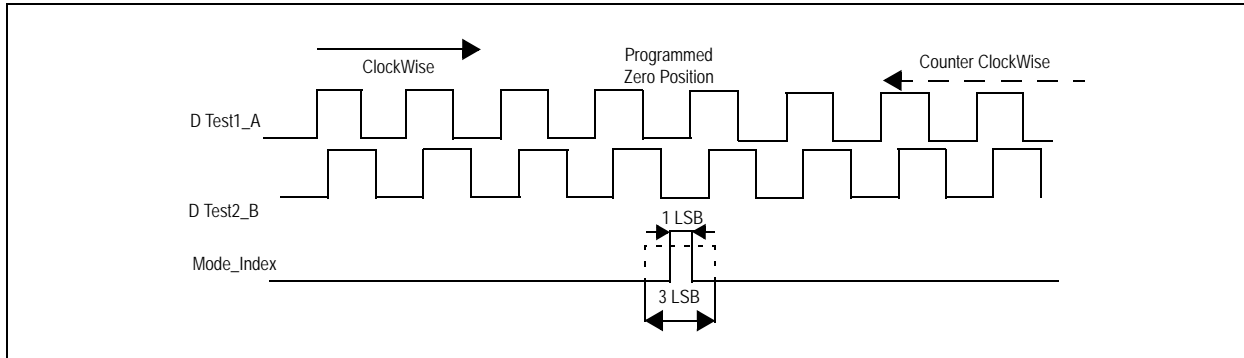 ClockWise
Programmed
Zero Position
Counter ClockWise
D Test1_A
D Test2_B
1 LSB
Mode_Index
3 LSB